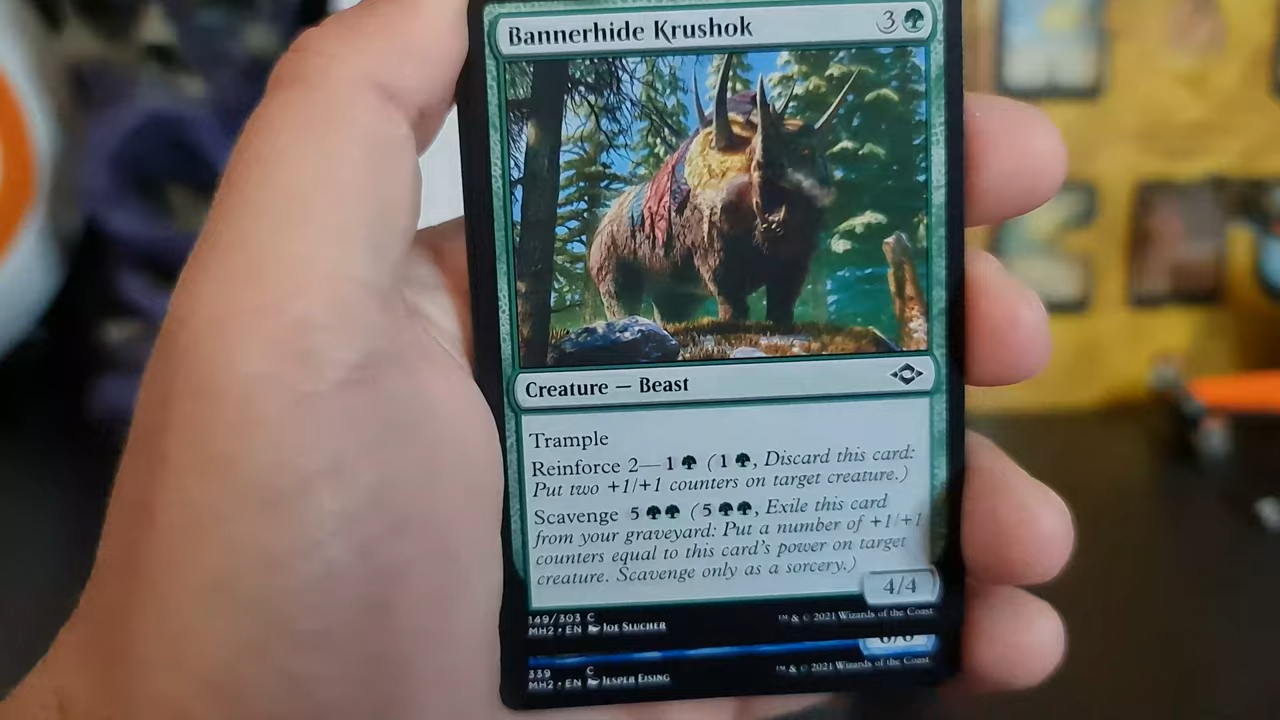 Bannerhide Krushok 3
Creature — Beast
Trample
Reinforce 2—1 (1, Discard this card:
Put two +1/+1 counters on target creature.)
Scavenge 5 (5, Exile this card
from your graveyard: Put a number of +1/+1
counters equal to this card's power on target
creature. Scavenge only as a sorcery.)
4/4
149/303 C
MH2 • EN Joe Slucher
™ & © 2021 Wizards of the Coast
339 C
MH2 • EN Jesper Ejsing
™ & © 2021 Wizards of the Coast